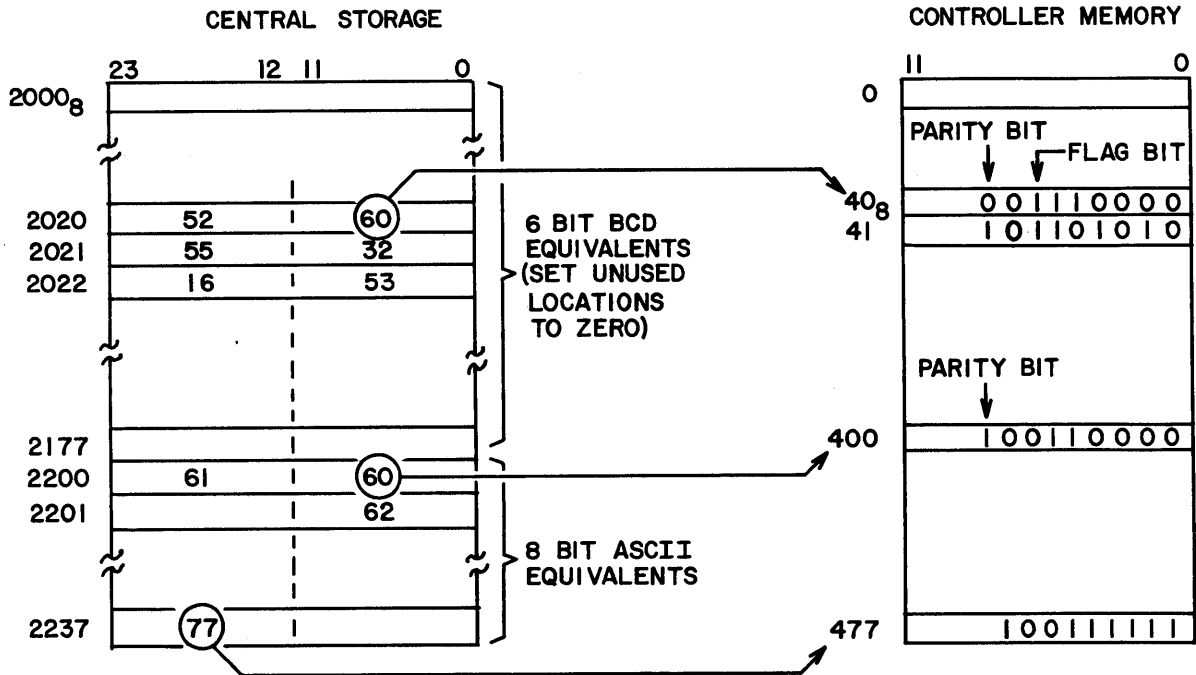 CENTRAL STORAGE
23 12 11 0
2000₈
2020 52 60
2021 55 32
2022 16 53
6 BIT BCD
EQUIVALENTS
(SET UNUSED
LOCATIONS
TO ZERO)
2177
2200 61 60
2201 62
8 BIT ASCII
EQUIVALENTS
2237 77
CONTROLLER MEMORY
11 0
0
PARITY BIT
FLAG BIT
40₈ 001110000
41 101101010
PARITY BIT
400 100110000
477 100111111